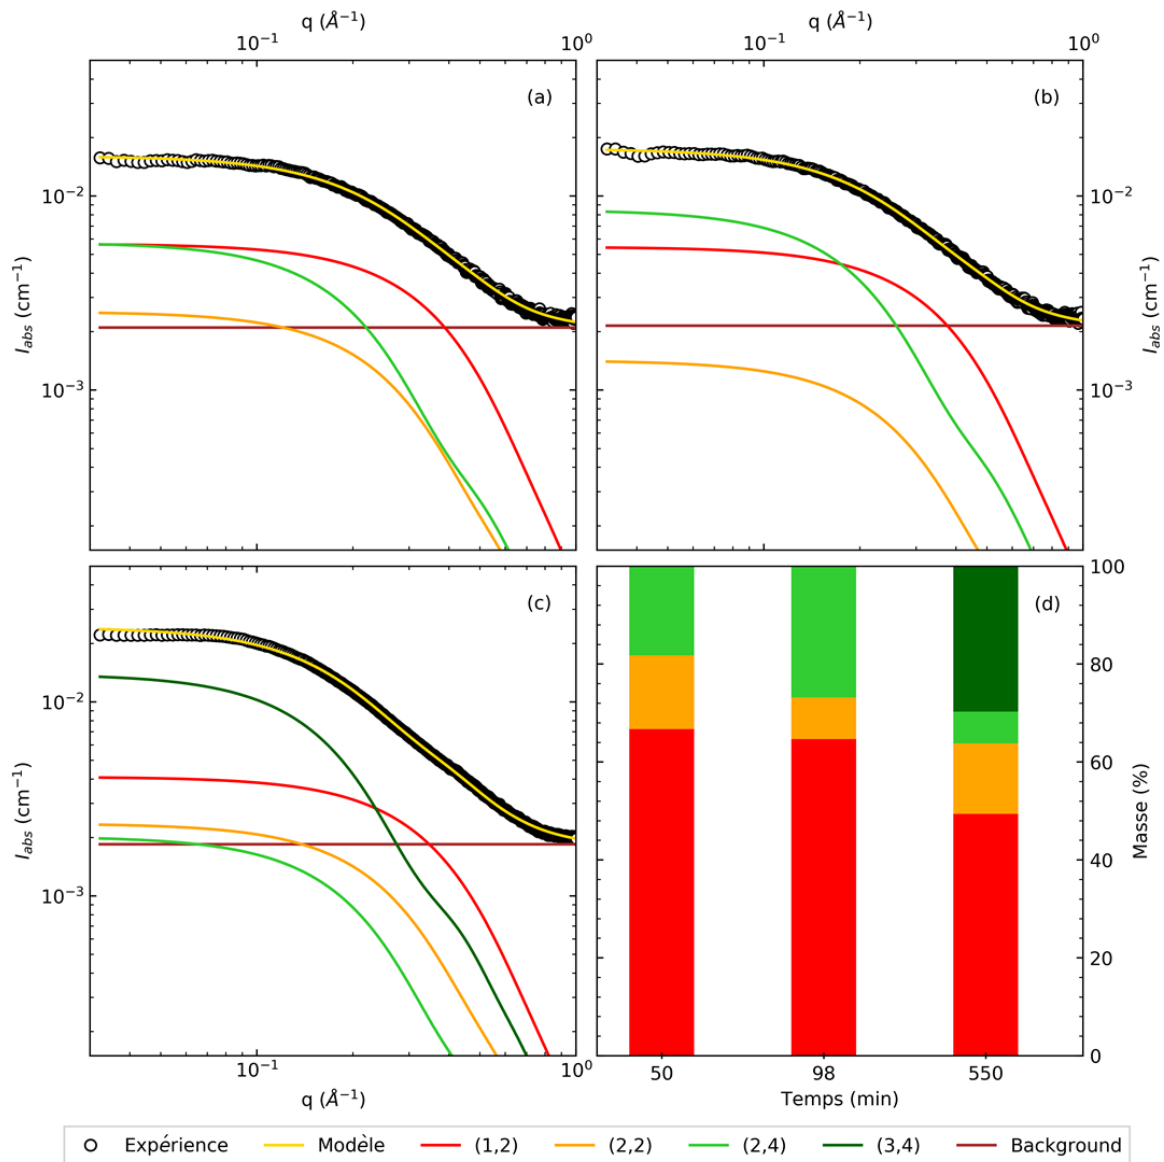 q (Å⁻¹) q (Å⁻¹)
10⁻¹ 10⁰ 10⁻¹ 10⁰
(a) (b)
10⁻² 10⁻²
I_abs (cm⁻¹) I_abs (cm⁻¹)
10⁻³ 10⁻³
(c) (d) 100
80
10⁻² 60
I_abs (cm⁻¹) Masse (%)
40
10⁻³
20
0
10⁻¹ 10⁰ 50 98 550
q (Å⁻¹) Temps (min)
Expérience Modèle (1,2) (2,2) (2,4) (3,4) Background